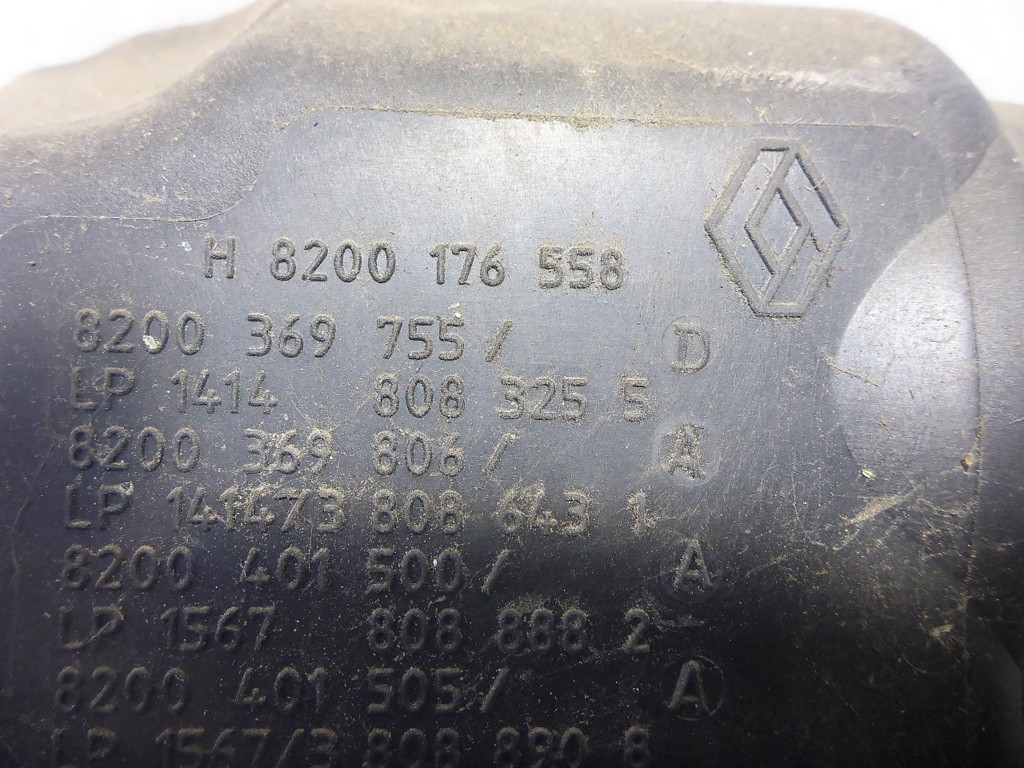 H 8200 176 558
8200 369 755/ D
LP 1414 808 325 5
8200 369 806/ A
LP 1414/3 808 643 1
8200 401 500/ A
LP 1567 808 888 2
8200 401 505/ A
LP 1567/3 808 890 8